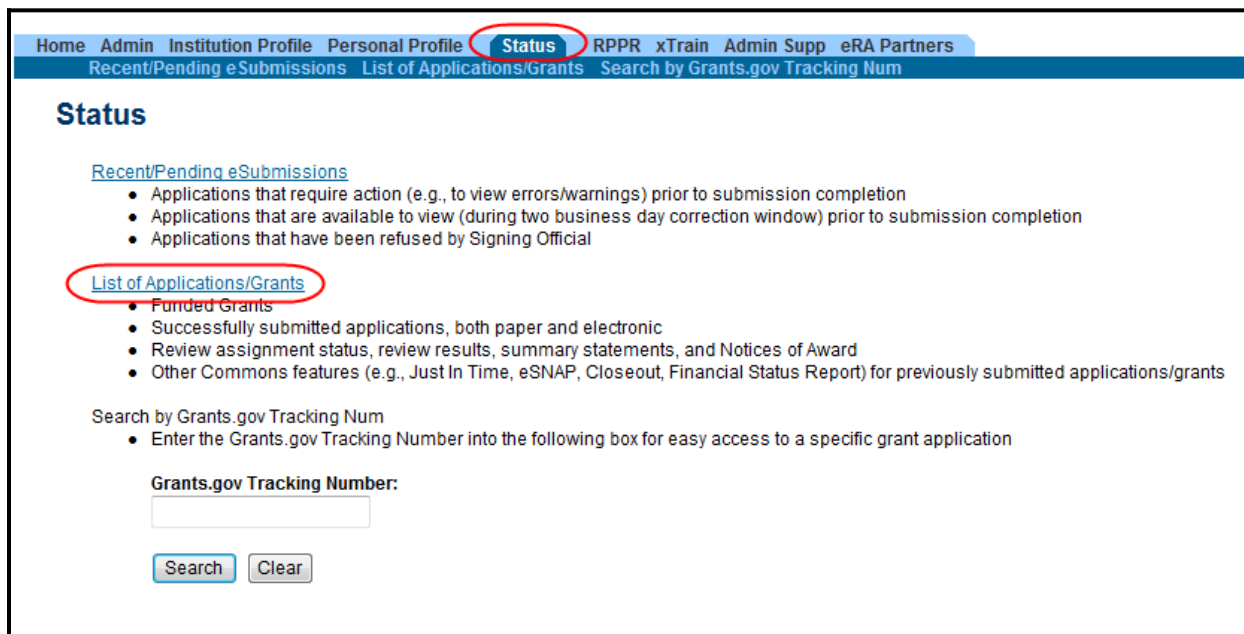 Home Admin Institution Profile Personal Profile Status RPPR xTrain Admin Supp eRA Partners
Recent/Pending eSubmissions List of Applications/Grants Search by Grants.gov Tracking Num
Status
Recent/Pending eSubmissions
• Applications that require action (e.g., to view errors/warnings) prior to submission completion
• Applications that are available to view (during two business day correction window) prior to submission completion
• Applications that have been refused by Signing Official
List of Applications/Grants
• Funded Grants
• Successfully submitted applications, both paper and electronic
• Review assignment status, review results, summary statements, and Notices of Award
• Other Commons features (e.g., Just In Time, eSNAP, Closeout, Financial Status Report) for previously submitted applications/grants
Search by Grants.gov Tracking Num
• Enter the Grants.gov Tracking Number into the following box for easy access to a specific grant application
Grants.gov Tracking Number:
Search Clear